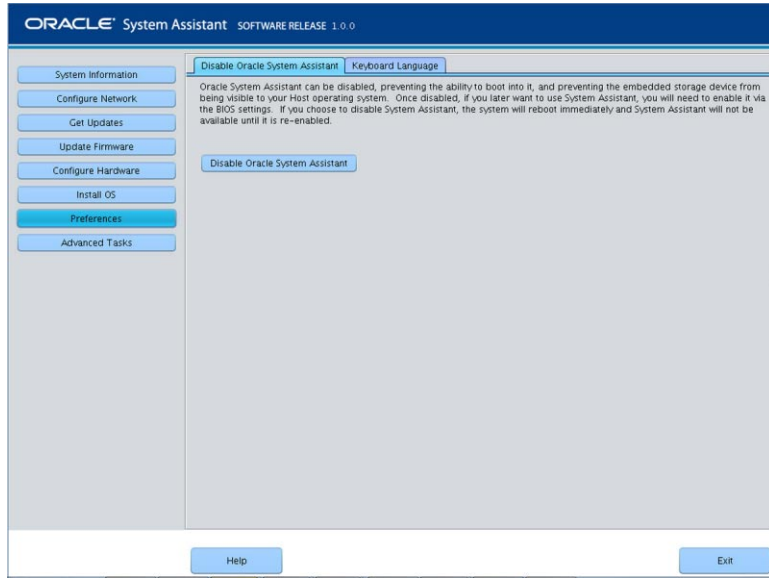 ORACLE® System Assistant SOFTWARE RELEASE 1.0.0
System Information
Configure Network
Get Updates
Update Firmware
Configure Hardware
Install OS
Preferences
Advanced Tasks
Disable Oracle System Assistant Keyboard Language
Oracle System Assistant can be disabled, preventing the ability to boot into it, and preventing the embedded storage device from
being visible to your Host operating system. Once disabled, if you later want to use System Assistant, you will need to enable it via
the BIOS settings. If you choose to disable System Assistant, the system will reboot immediately and System Assistant will not be
available until it is re-enabled.
Disable Oracle System Assistant
Help
Exit